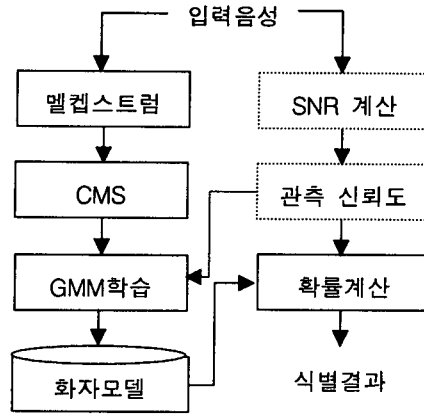 입력음성
멜켑스트럼
SNR 계산
CMS
관측 신뢰도
GMM학습
확률계산
화자모델
식별결과